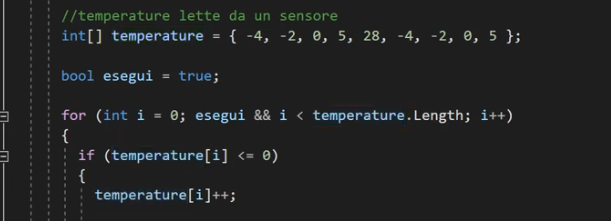 //temperature lette da un sensore
int[] temperature = { -4, -2, 0, 5, 28, -4, -2, 0, 5 };
bool esegui = true;
for (int i = 0; esegui && i < temperature.Length; i++)
{
if (temperature[i] <= 0)
{
temperature[i]++;